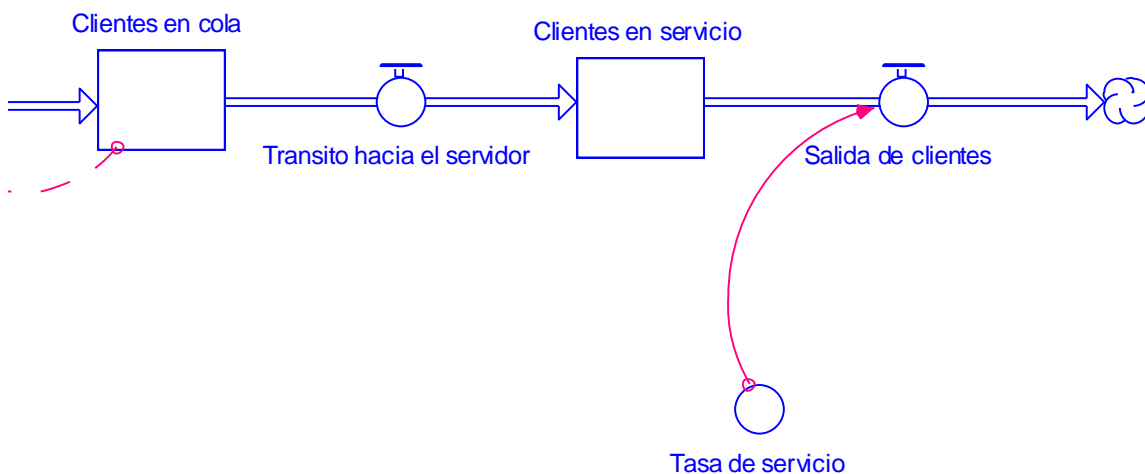 Clientes en cola
Clientes en servicio
Transito hacia el servidor
Salida de clientes
Tasa de servicio